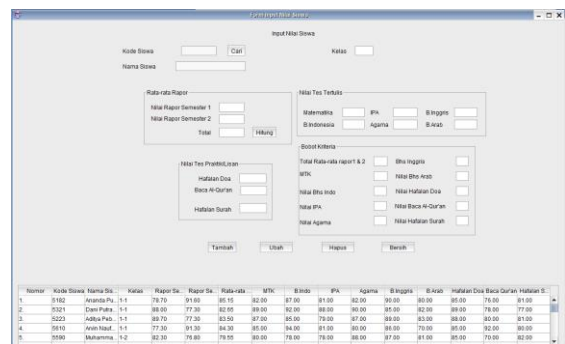 Form Input Nilai Siswa
Input Nilai Siswa
Kode Siswa Cari Kelas
Nama Siswa
Rata-rata Rapor
Nilai Rapor Semester 1
Nilai Rapor Semester 2
Total Hitung
Nilai Tes Tertulis
Matematika IPA B.Inggris
B.Indonesia Agama B.Arab
Nilai Tes Praktik/Lisan
Hafalan Doa
Baca Al-Qur'an
Hafalan Surah
Bobot Kriteria
Total Rata-rata rapor1 & 2 Bhs Inggris
MTK Nilai Bhs Arab
Nilai Bhs Indo Nilai Hafalan Doa
Nilai IPA Nilai Baca Al-Qur'an
Nilai Agama Nilai Hafalan Surah
Tambah Ubah Hapus Bersih
Nomor Kode Siswa Nama Sis... Kelas Rapor Se... Rapor Se... Rata-rata... MTK B.Indo IPA Agama B.Inggris B.Arab Hafalan Doa Baca Qur'an Hafalan S...
1. 5182 Ananda Pu... 1-1 78.70 91.60 85.15 82.00 87.00 81.00 82.00 90.00 80.00 85.00 76.00 81.00
2. 5321 Dani Putra... 1-1 88.00 77.30 82.65 89.00 92.00 88.00 90.00 85.00 82.00 89.00 78.00 77.00
3. 5223 Aditya Peb... 1-1 89.70 77.30 83.50 87.00 85.00 79.00 87.00 89.00 83.00 88.00 80.00 81.00
4. 5610 Arvin Nauf... 1-1 77.30 91.30 84.30 85.00 94.00 81.00 80.00 86.00 70.00 85.00 92.00 80.00
5. 5590 Muhamma... 1-2 82.30 76.80 79.55 80.00 78.00 78.00 87.00 81.00 85.00 80.00 82.00